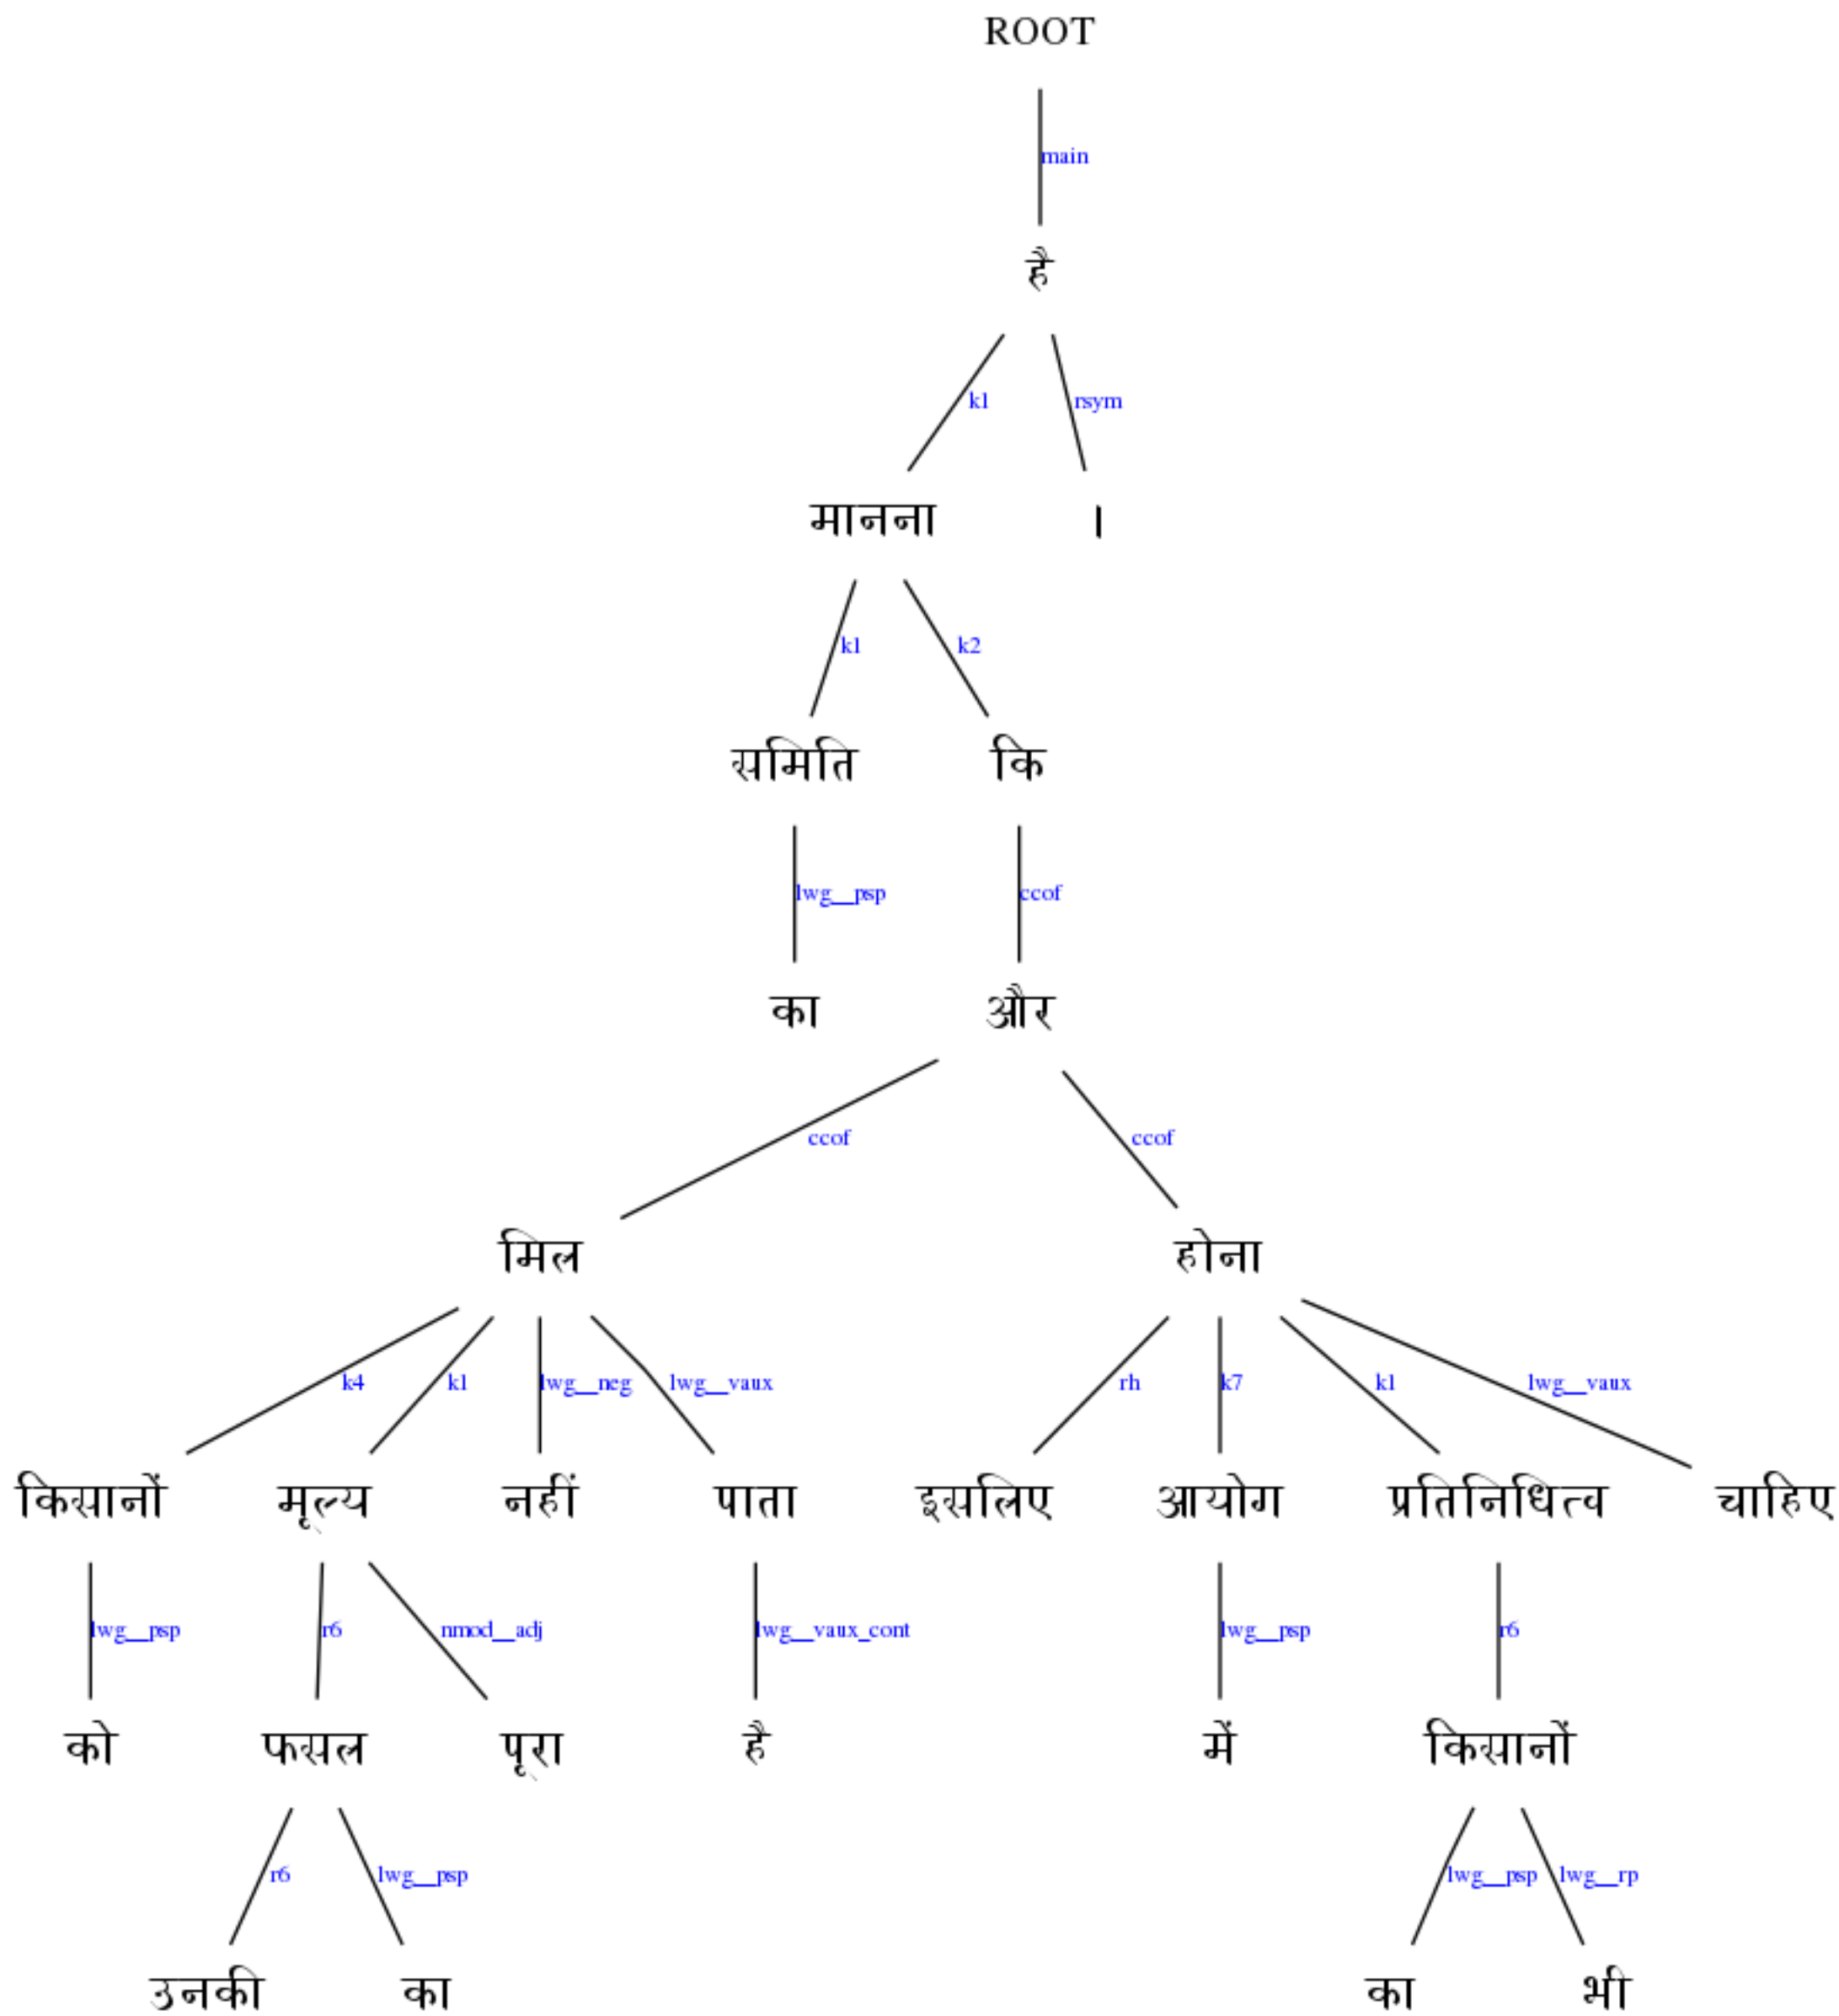 ROOT
main
है
k1 rsym
मानना ।
k1 k2
समिति कि
lwg__psp ccof
का और
ccof ccof
मिल होना
k4 k1 lwg__neg lwg__vaux rh k7 k1 lwg__vaux
किसानों मूल्य नहीं पाता इसलिए आयोग प्रतिनिधित्व चाहिए
lwg__psp r6 nmod__adj lwg__vaux_cont lwg__psp r6
को फसल पूरा है में किसानों
r6 lwg__psp lwg__psp lwg__rp
उनकी का का भी